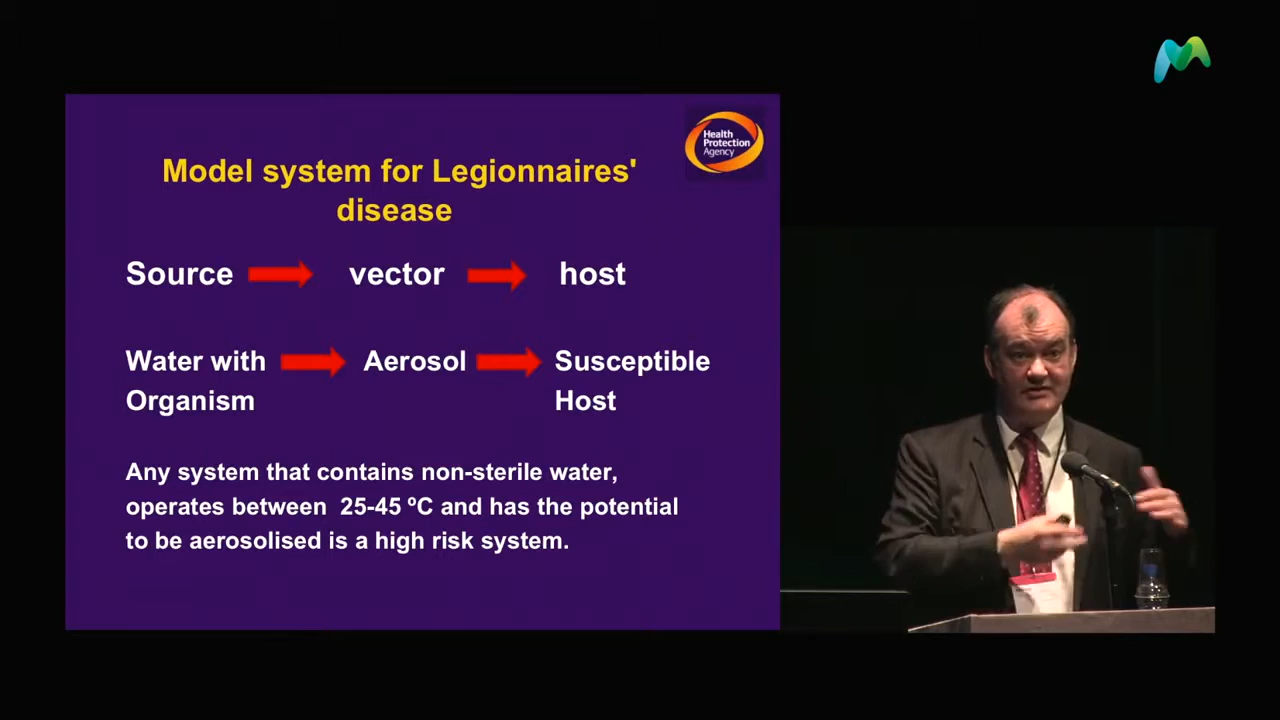 Health
Protection
Agency
Model system for Legionnaires'
disease
Source vector host
Water with Aerosol Susceptible
Organism Host
Any system that contains non-sterile water,
operates between 25-45 ºC and has the potential
to be aerosolised is a high risk system.